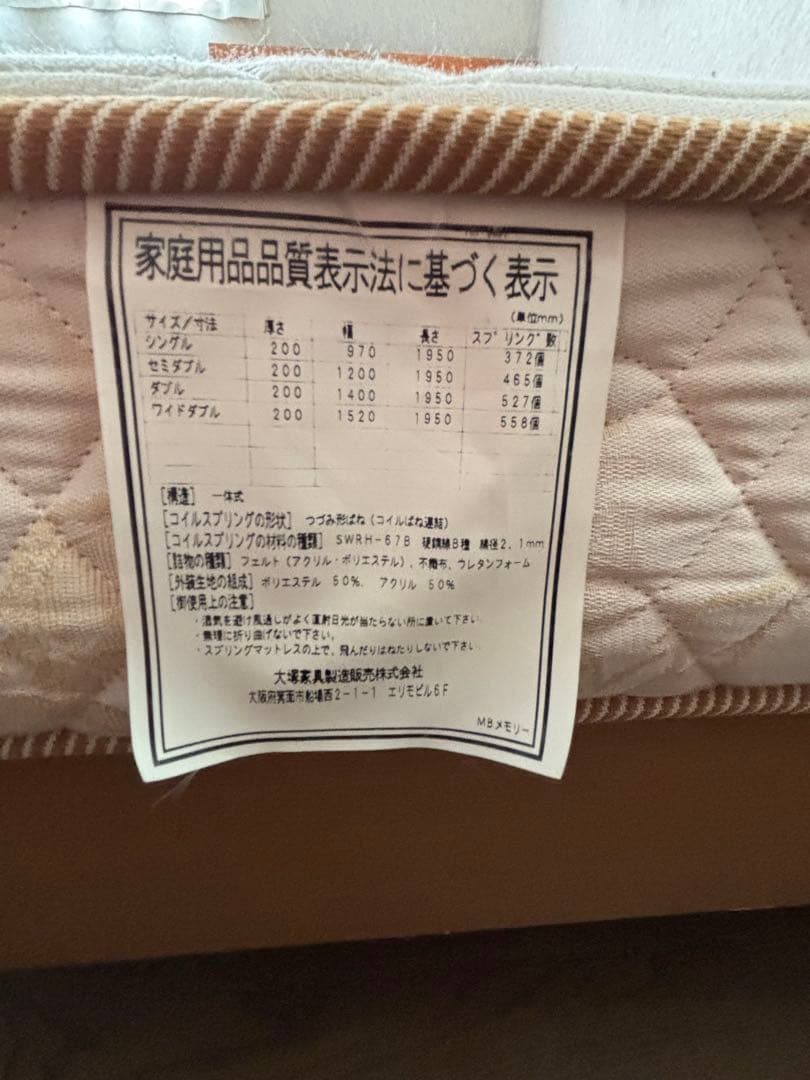 家庭用品品質表示法に基づく表示
(単位mm)
サイズ/寸法 厚さ 幅 長さ スプリング数
シングル 200 970 1950 372個
セミダブル 200 1200 1950 465個
ダブル 200 1400 1950 527個
ワイドダブル 200 1520 1950 558個
[構造] 一体式
[コイルスプリングの形状] つづみ形ばね(コイルばね連結)
[コイルスプリングの材料の種類] SWRH-67B 硬鋼線B種 線径2.1mm
[詰物の種類] フェルト(アクリル・ポリエステル)、不織布、ウレタンフォーム
[外装生地の組成] ポリエステル 50%. アクリル 50%
[御使用上の注意]
・湿気を避け風通しがよく直射日光が当たらない所に置いて下さい.
・無理に折り曲げないで下さい。
・スプリングマットレスの上で、飛んだりはねたりしないで下さい.
大塚家具製造販売株式会社
大阪府箕面市船場西2-1-1 エリモビル6F
MBメモリー